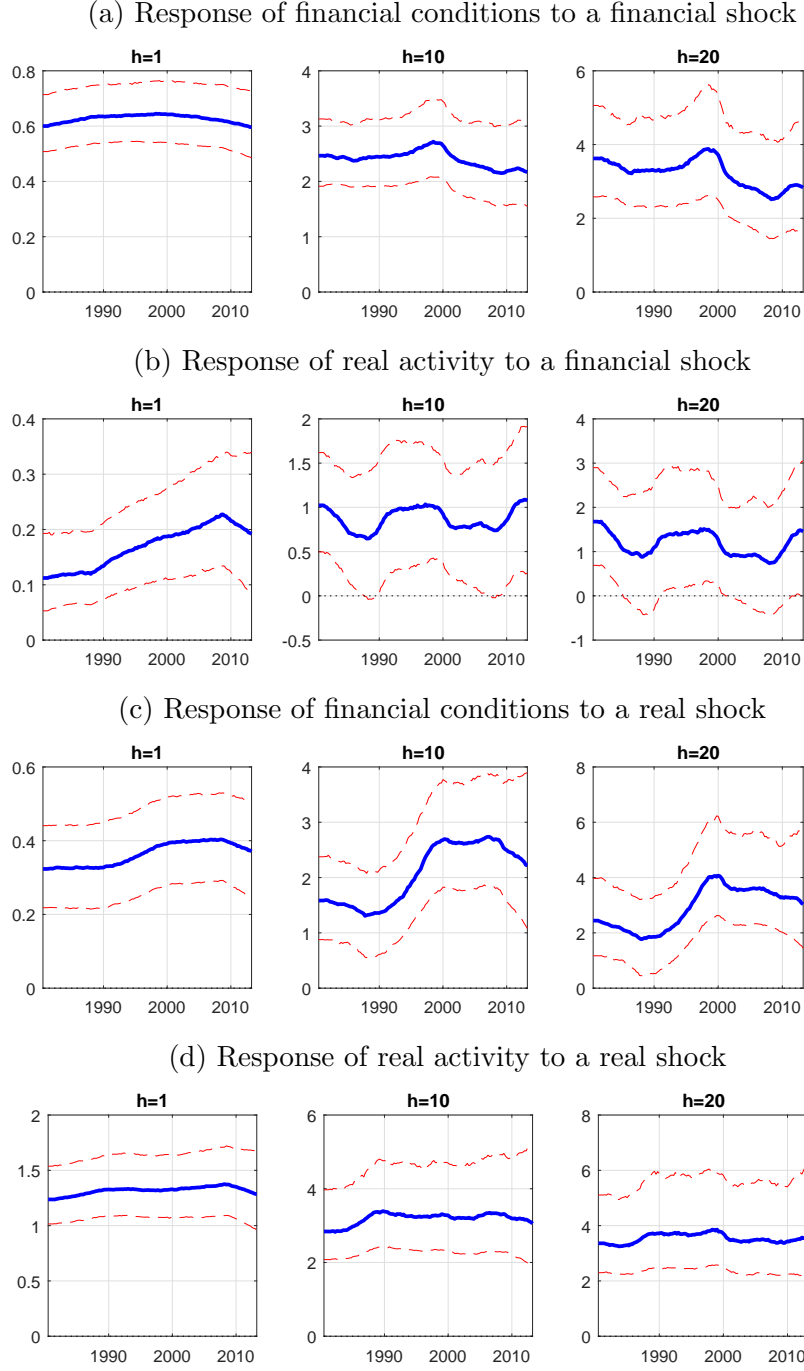 (a) Response of financial conditions to a financial shock
h=1 h=10 h=20
0.8 4 6
0.6 3 4
0.4 2
0.2 1 2
0 0 0
1990 2000 2010 1990 2000 2010 1990 2000 2010
(b) Response of real activity to a financial shock
h=1 h=10 h=20
0.4 2 4
1.5 3
0.3
1 2
0.2 1
0.5
0.1 0
0
0 -0.5 -1
1990 2000 2010 1990 2000 2010 1990 2000 2010
(c) Response of financial conditions to a real shock
h=1 h=10 h=20
0.6 4 8
3 6
0.4
2 4
0.2
1 2
0 0 0
1990 2000 2010 1990 2000 2010 1990 2000 2010
(d) Response of real activity to a real shock
h=1 h=10 h=20
2 6 8
1.5 6
4
1 4
2
0.5 2
0 0 0
1990 2000 2010 1990 2000 2010 1990 2000 2010